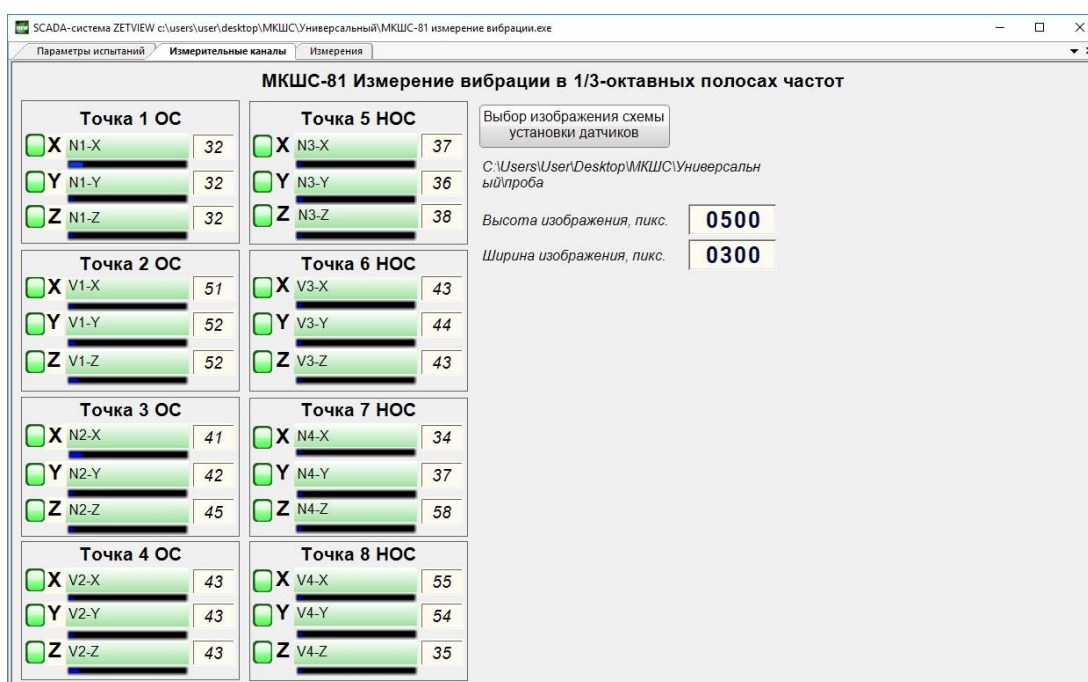 SCADA-система ZETVIEW c:\users\user\desktop\МКШС\Универсальный\МКШС-81 измерение вибрации.exe
Параметры испытаний Измерительные каналы Измерения
МКШС-81 Измерение вибрации в 1/3-октавных полосах частот
Точка 1 ОС
X N1-X 32
Y N1-Y 32
Z N1-Z 32
Точка 2 ОС
X V1-X 51
Y V1-Y 52
Z V1-Z 52
Точка 3 ОС
X N2-X 41
Y N2-Y 42
Z N2-Z 45
Точка 4 ОС
X V2-X 43
Y V2-Y 43
Z V2-Z 43
Точка 5 НОС
X N3-X 37
Y N3-Y 36
Z N3-Z 38
Точка 6 НОС
X V3-X 43
Y V3-Y 44
Z V3-Z 43
Точка 7 НОС
X N4-X 34
Y N4-Y 37
Z N4-Z 58
Точка 8 НОС
X V4-X 55
Y V4-Y 54
Z V4-Z 35
Выбор изображения схемы
установки датчиков
C:\Users\User\Desktop\МКШС\Универсальн
ый\проба
Высота изображения, пикс. 0500
Ширина изображения, пикс. 0300